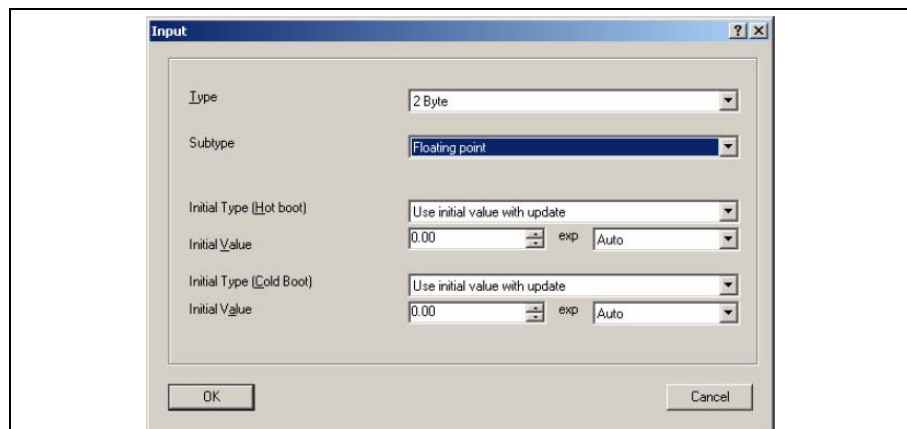 Input
Type 2 Byte
Subtype Floating point
Initial Type (Hot boot) Use initial value with update
Initial Value 0.00 exp Auto
Initial Type (Cold Boot) Use initial value with update
Initial Value 0.00 exp Auto
OK Cancel